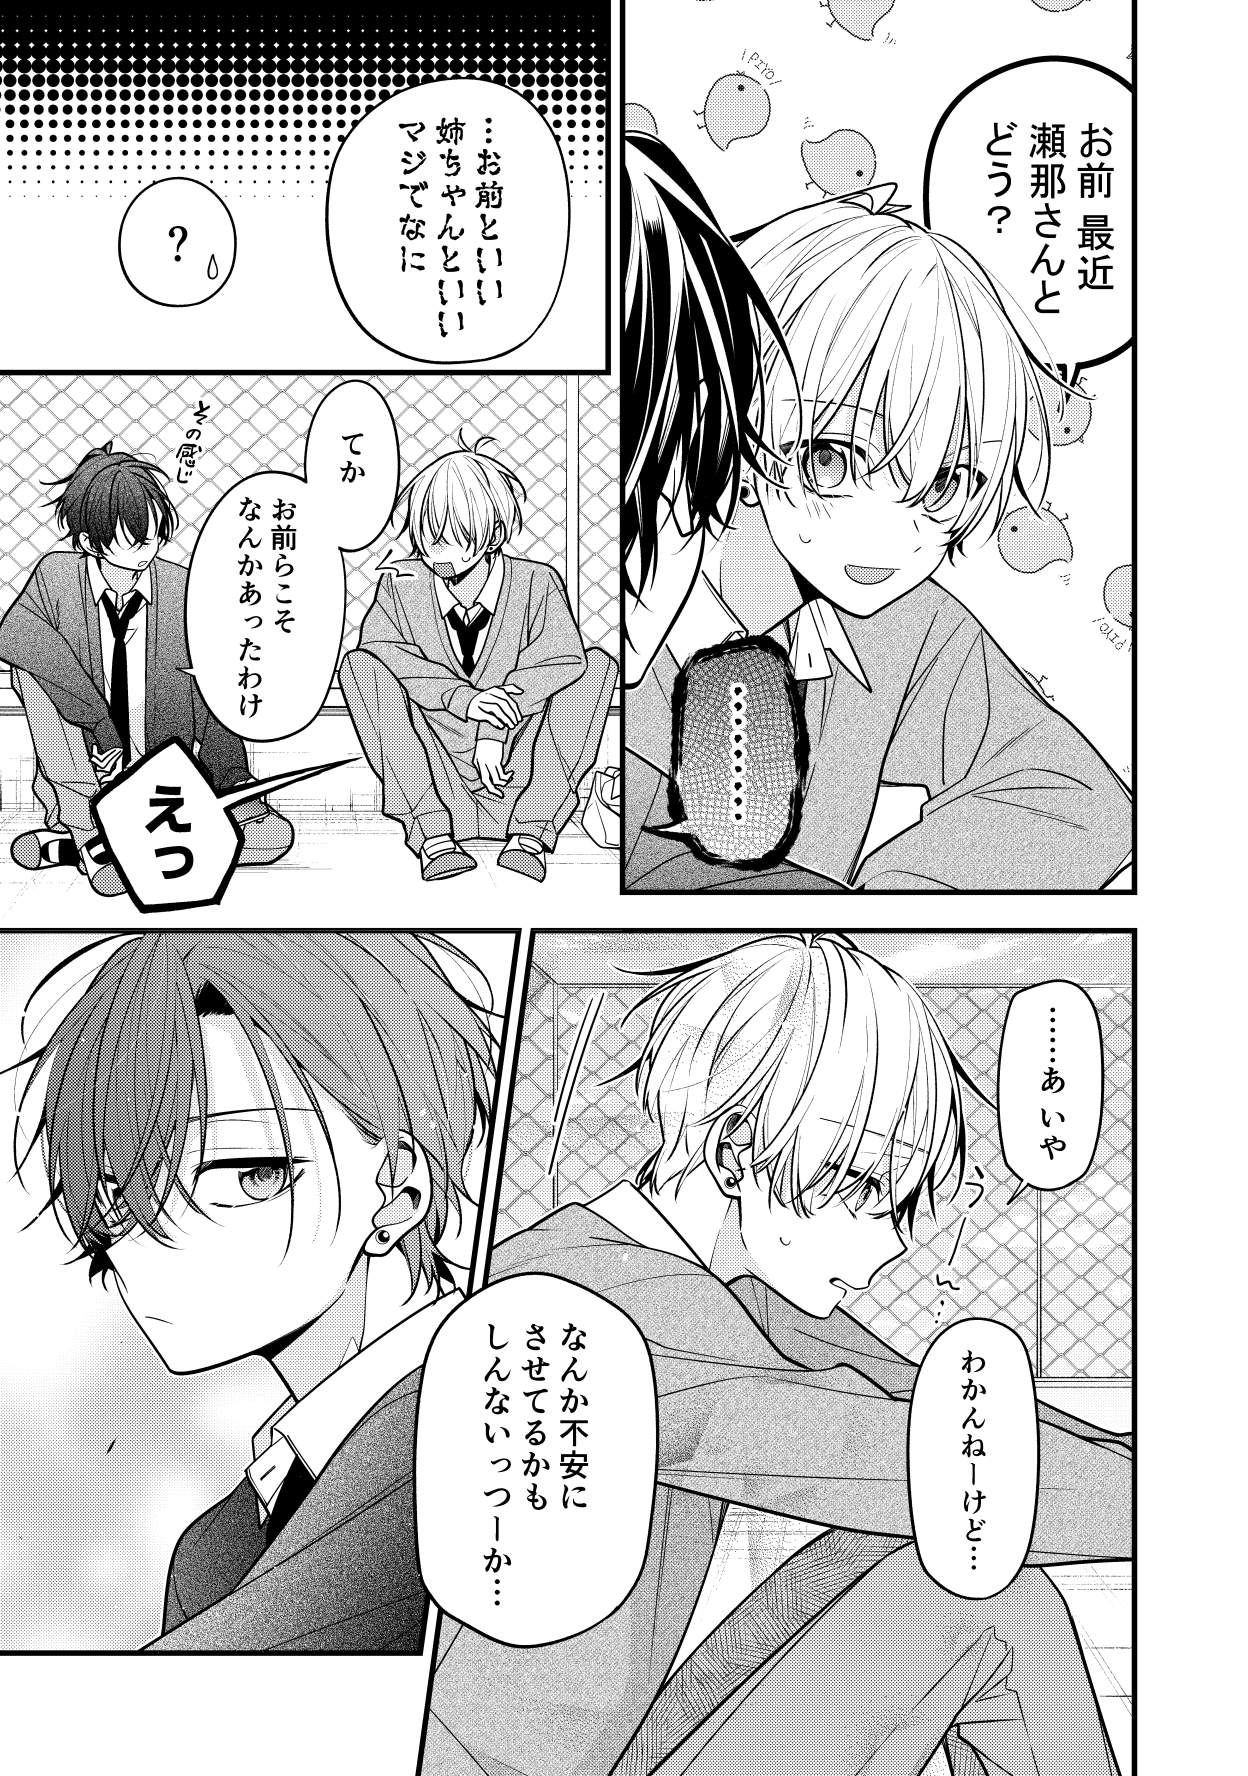 PIYO!
お前 最近
瀬那さんと
どう？
PIYO!
…………
…お前といい
姉ちゃんといい
マジでなに
？
てか
お前らこそ
なんかあったわけ
その感じ
えっ
……あ いや
うーん…
わかんねーけど…
なんか不安に
させてるかも
しんないっつーか…